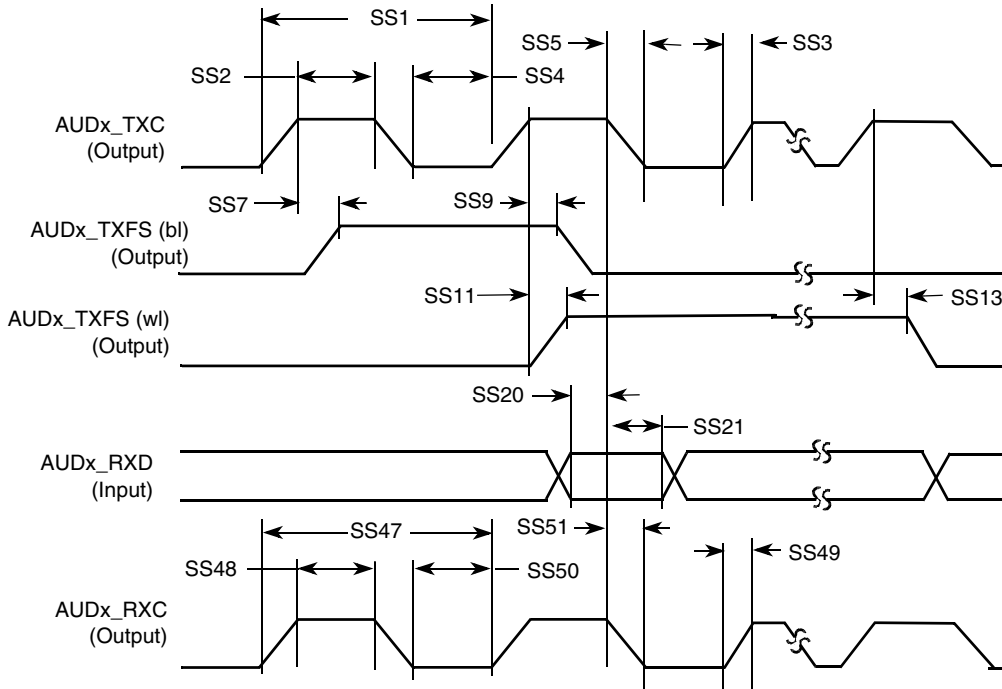 SS1
SS5
SS3
SS2
SS4
AUDx_TXC
(Output)
SS7
SS9
AUDx_TXFS (bl)
(Output)
SS11
SS13
AUDx_TXFS (wl)
(Output)
SS20
SS21
AUDx_RXD
(Input)
SS47
SS51
SS49
SS48
SS50
AUDx_RXC
(Output)